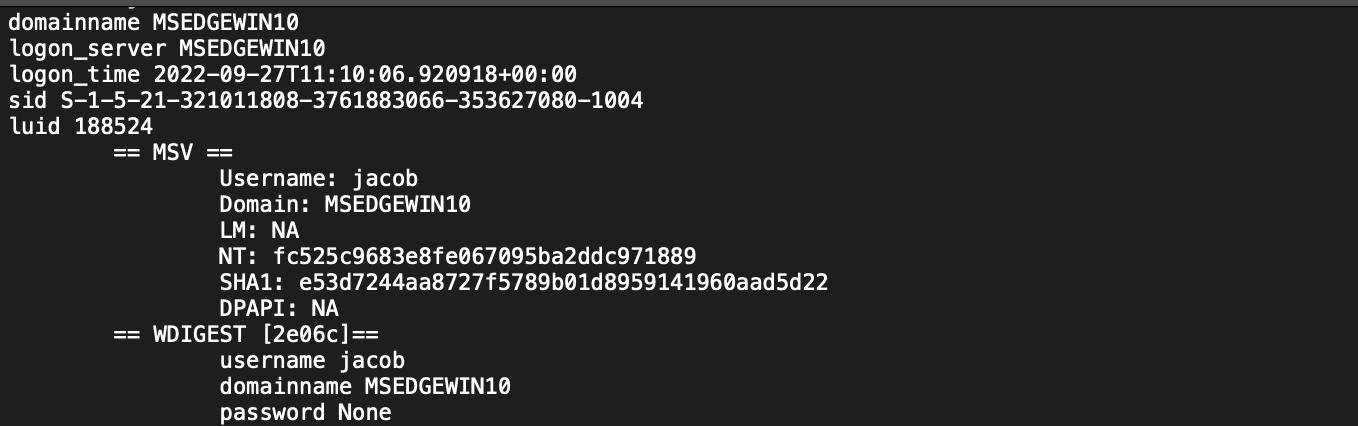 domainname MSEDGEWIN10
logon_server MSEDGEWIN10
logon_time 2022-09-27T11:10:06.920918+00:00
sid S-1-5-21-321011808-3761883066-353627080-1004
luid 188524
== MSV ==
Username: jacob
Domain: MSEDGEWIN10
LM: NA
NT: fc525c9683e8fe067095ba2ddc971889
SHA1: e53d7244aa8727f5789b01d8959141960aad5d22
DPAPI: NA
== WDIGEST [2e06c]==
username jacob
domainname MSEDGEWIN10
password None